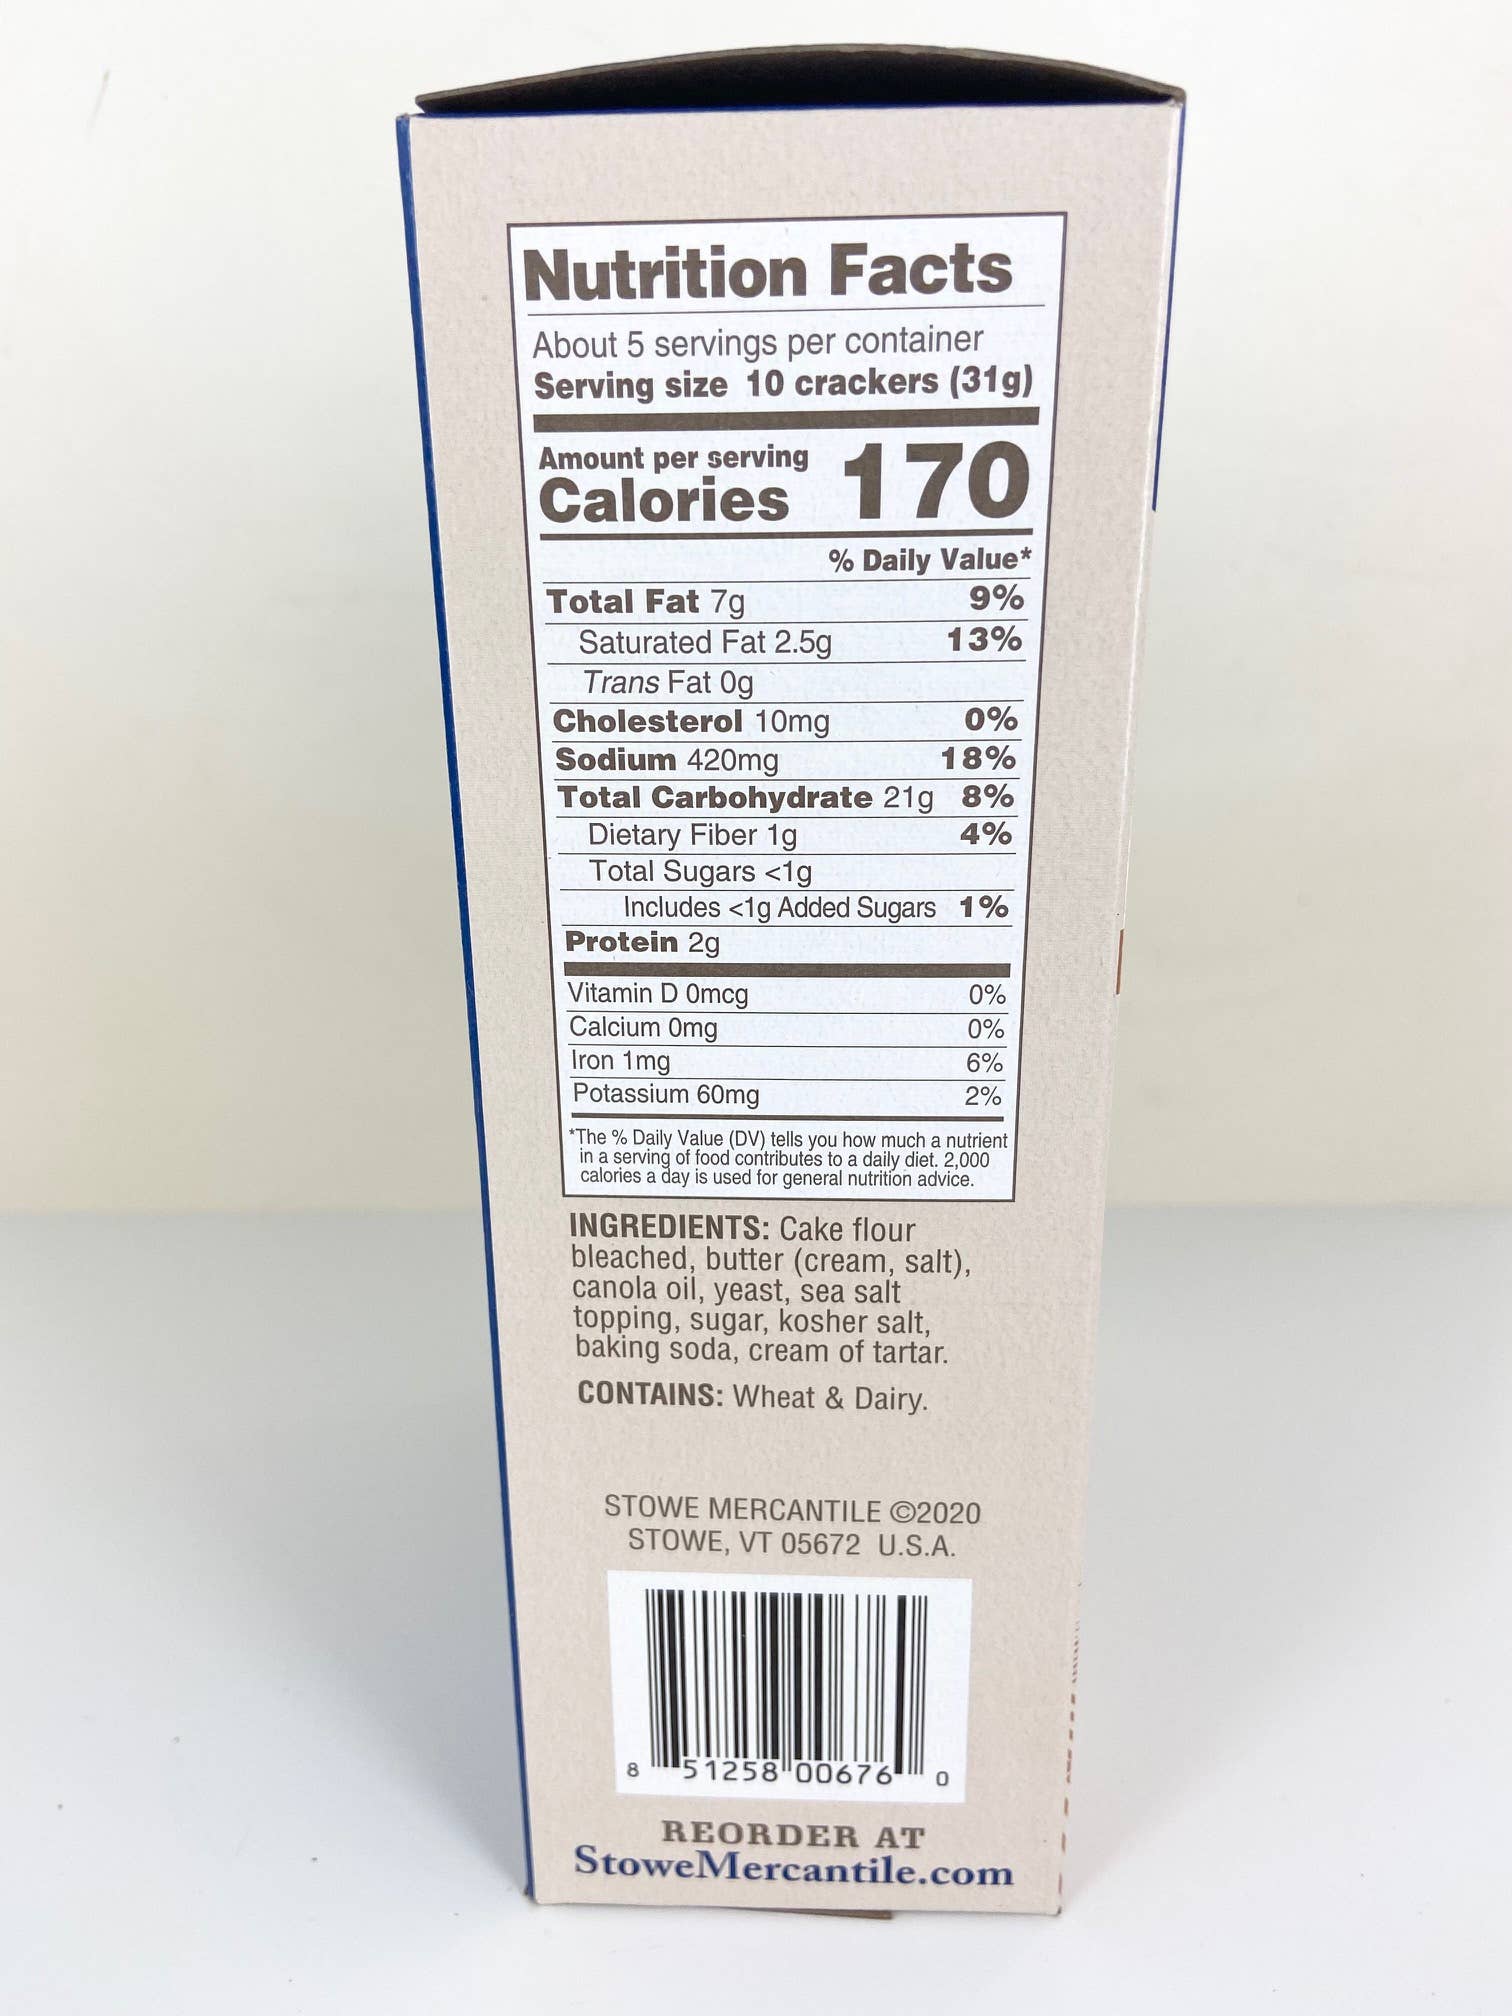 Nutrition Facts
About 5 servings per container
Serving size 10 crackers (31g)
Amount per serving
Calories 170
% Daily Value*
Total Fat 7g 9%
Saturated Fat 2.5g 13%
Trans Fat 0g
Cholesterol 10mg 0%
Sodium 420mg 18%
Total Carbohydrate 21g 8%
Dietary Fiber 1g 4%
Total Sugars <1g
Includes <1g Added Sugars 1%
Protein 2g
Vitamin D 0mcg 0%
Calcium 0mg 0%
Iron 1mg 6%
Potassium 60mg 2%
*The % Daily Value (DV) tells you how much a nutrient
in a serving of food contributes to a daily diet. 2,000
calories a day is used for general nutrition advice.
INGREDIENTS: Cake flour
bleached, butter (cream, salt),
canola oil, yeast, sea salt
topping, sugar, kosher salt,
baking soda, cream of tartar.
CONTAINS: Wheat & Dairy.
STOWE MERCANTILE ©2020
STOWE, VT 05672 U.S.A.
8 51258 00676 0
REORDER AT
StoweMercantile.com